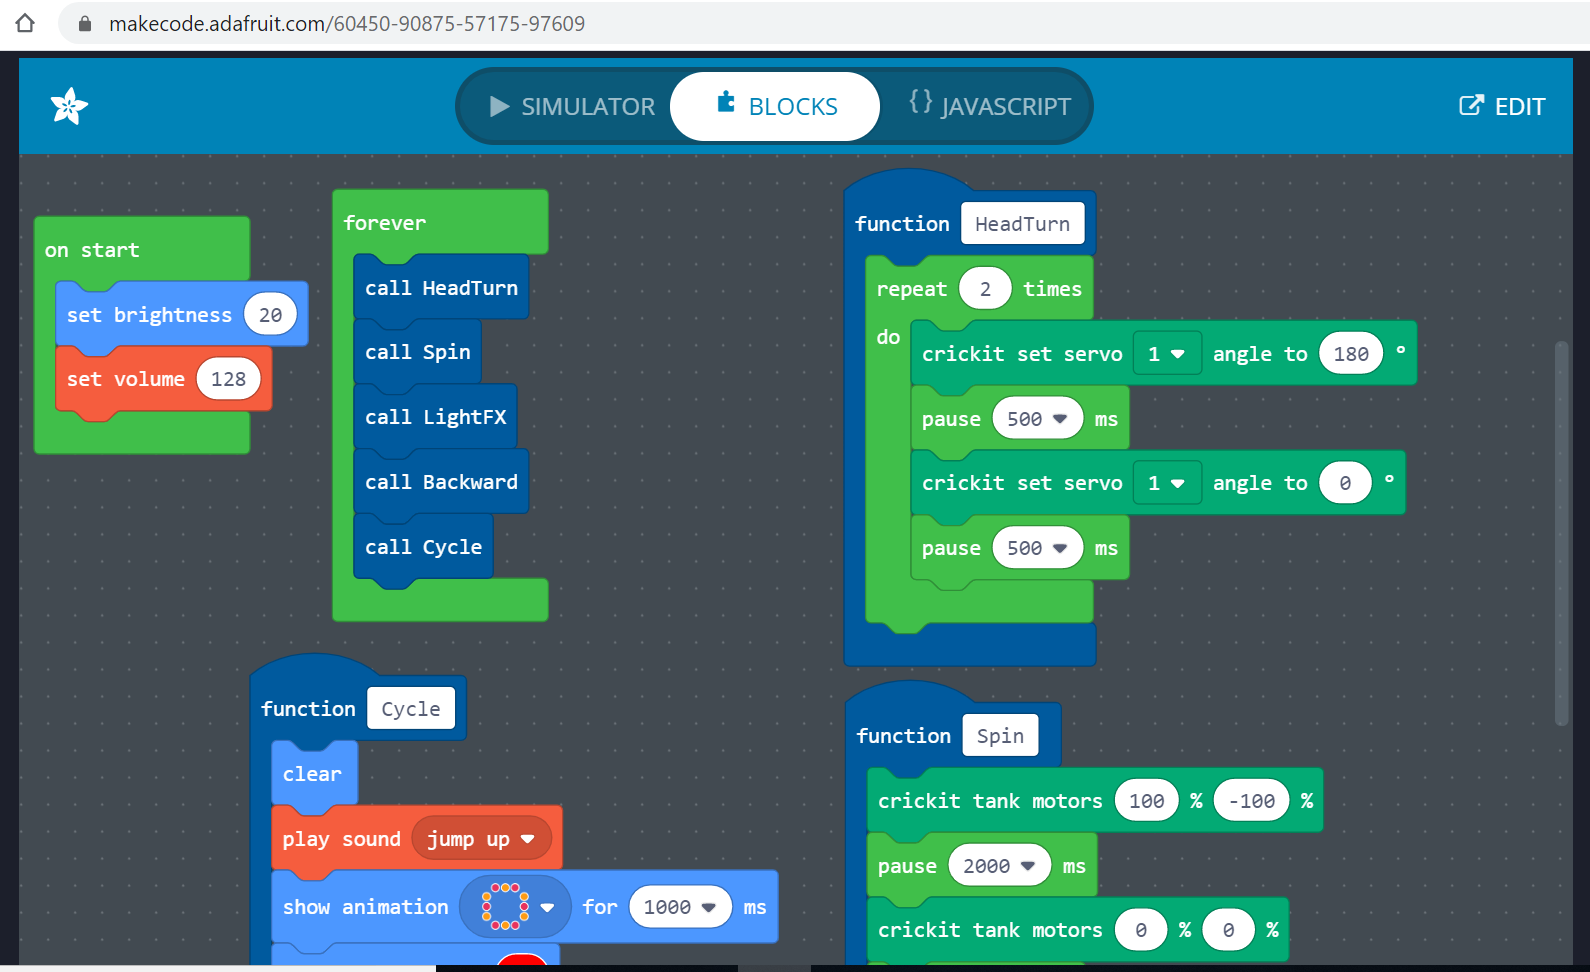 makecode.adafruit.com/60450-90875-57175-97609
SIMULATOR
BLOCKS
{} JAVASCRIPT
EDIT
on start
set brightness 20
set volume 128
forever
call HeadTurn
call Spin
call LightFX
call Backward
call Cycle
function HeadTurn
repeat 2 times
do
crickit set servo 1 angle to 180 °
pause 500 ms
crickit set servo 1 angle to 0 °
pause 500 ms
function Cycle
clear
play sound jump up
show animation for 1000 ms
function Spin
crickit tank motors 100 % -100 %
pause 2000 ms
crickit tank motors 0 % 0 %